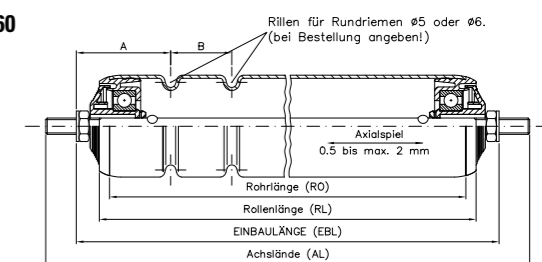 60
Rillen für Rundriemen ø5 oder ø6.
(bei Bestellung angeben!)
A
B
Axialspiel
0.5 bis max. 2 mm
Rohrlänge (RO)
Rollenlänge (RL)
EINBAULÄNGE (EBL)
Achslände (AL)